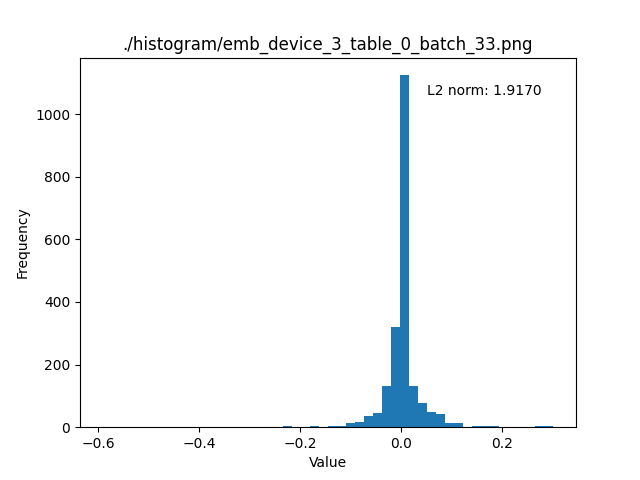 ./histogram/emb_device_3_table_0_batch_33.png
L2 norm: 1.9170
1000
800
600
400
200
0
Frequency
−0.6 −0.4 −0.2 0.0 0.2
Value